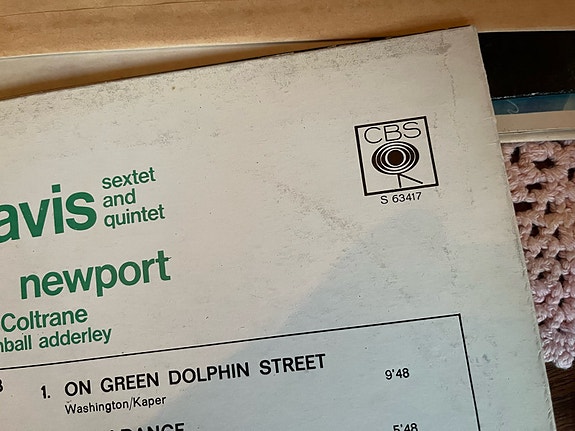 CBS
S 63417
avis sextet
and
quintet
newport
Coltrane
nball adderley
1. ON GREEN DOLPHIN STREET 9'48
Washington/Kaper
5'48